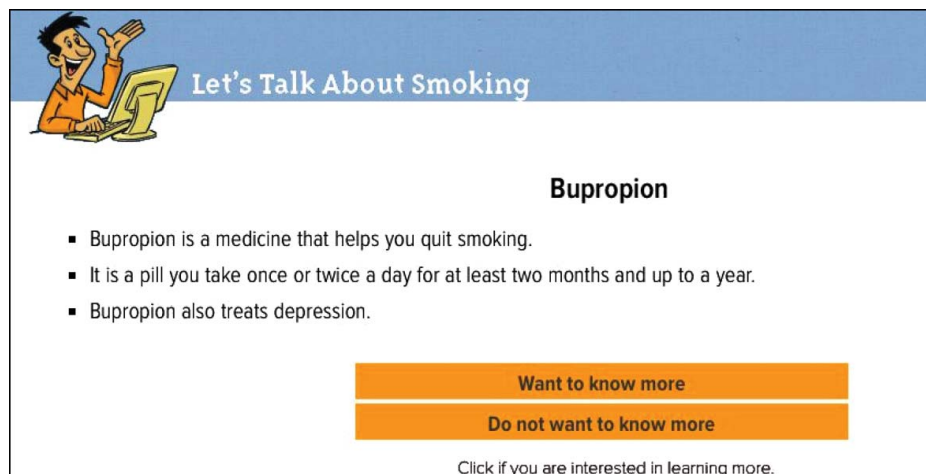 Let's Talk About Smoking
Bupropion
▪ Bupropion is a medicine that helps you quit smoking.
▪ It is a pill you take once or twice a day for at least two months and up to a year.
▪ Bupropion also treats depression.
Want to know more
Do not want to know more
Click if you are interested in learning more.